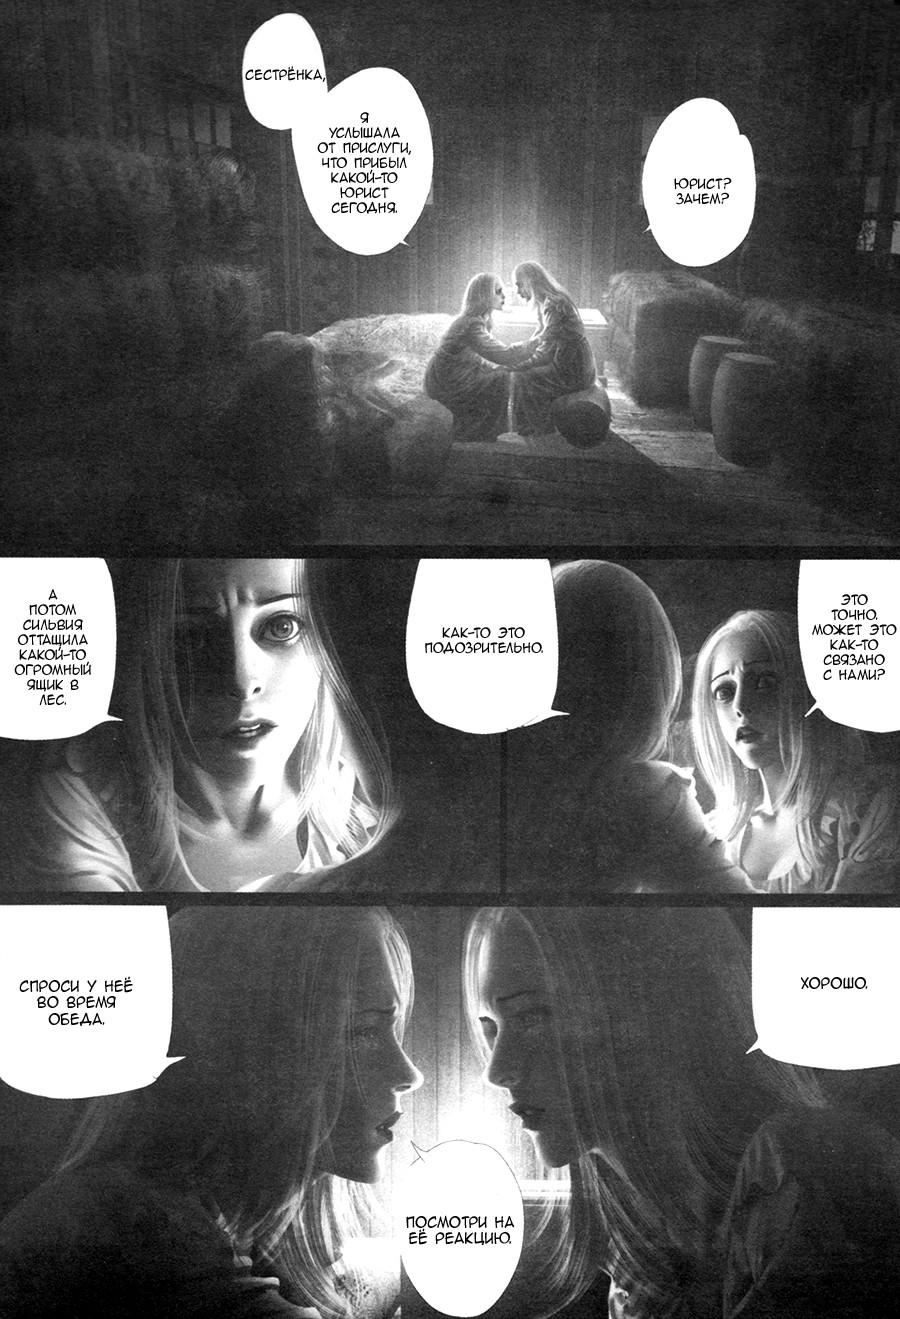 СЕСТРЁНКА,
Я
УСЛЫШАЛА
ОТ ПРИСЛУГИ,
ЧТО ПРИБЫЛ
КАКОЙ-ТО
ЮРИСТ
СЕГОДНЯ.
ЮРИСТ?
ЗАЧЕМ?
А
ПОТОМ
СИЛЬВИЯ
ОТТАЩИЛА
КАКОЙ-ТО
ОГРОМНЫЙ
ЯЩИК В
ЛЕС.
КАК-ТО ЭТО
ПОДОЗРИТЕЛЬНО.
ЭТО
ТОЧНО.
МОЖЕТ ЭТО
КАК-ТО
СВЯЗАНО
С НАМИ?
СПРОСИ У НЕЁ
ВО ВРЕМЯ
ОБЕДА.
ХОРОШО.
ПОСМОТРИ НА
ЕЁ РЕАКЦИЮ.